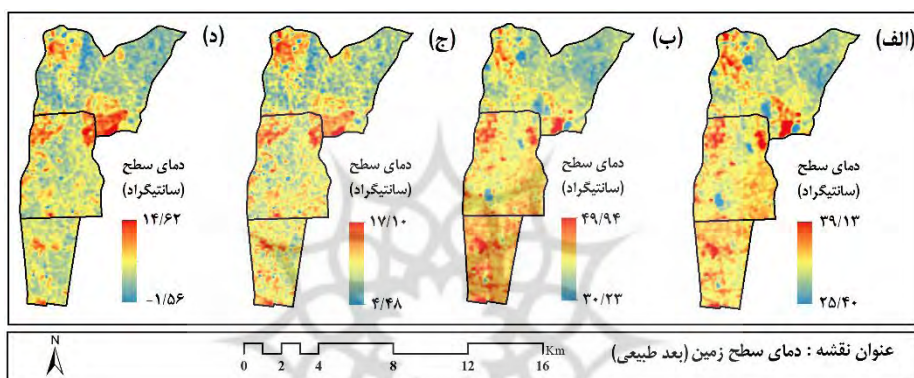 (الف)
دمای سطح
(سانتیگراد)
۳۹/۱۳
۲۵/۴۰
(ب)
دمای سطح
(سانتیگراد)
۴۹/۹۴
۳۰/۲۳
(ج)
دمای سطح
(سانتیگراد)
۱۷/۱۰
۴/۴۸
(د)
دمای سطح
(سانتیگراد)
۱۴/۶۲
-۱/۵۶
عنوان نقشه : دمای سطح زمین (بعد طبیعی)
Km
0 2 4 8 12 16
N